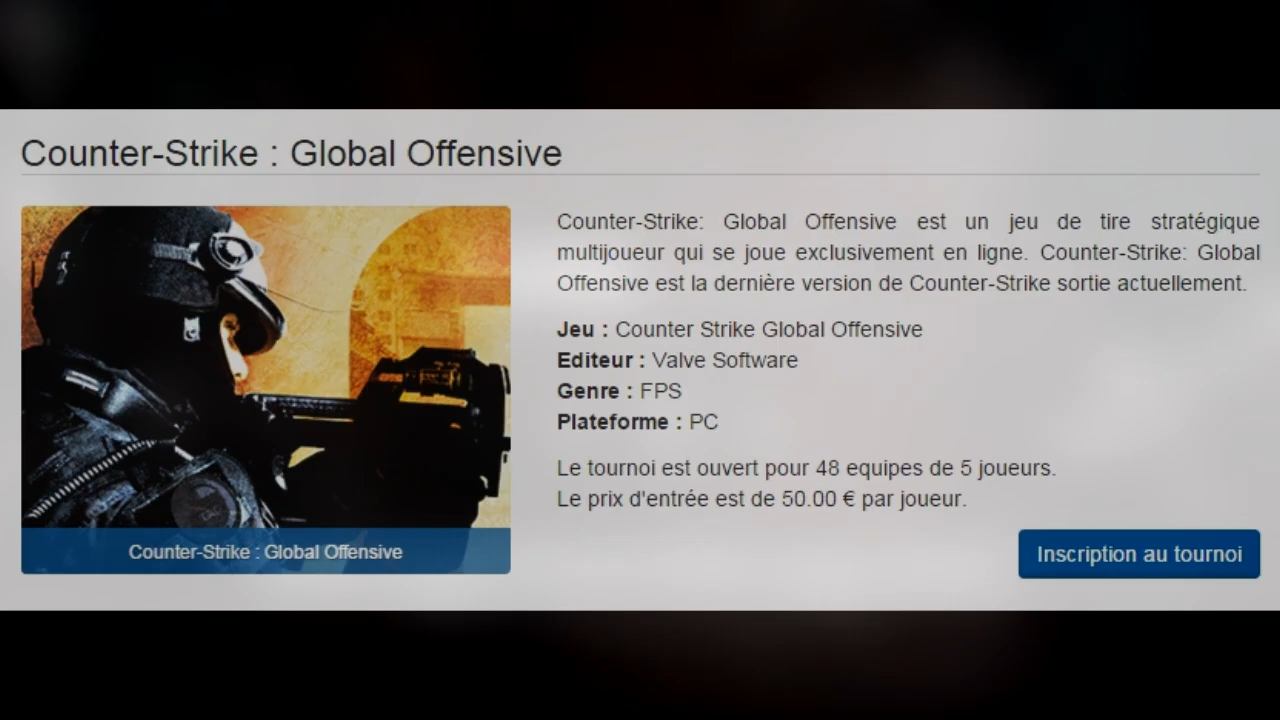 Counter-Strike : Global Offensive
Counter-Strike: Global Offensive est un jeu de tire stratégique
multijoueur qui se joue exclusivement en ligne. Counter-Strike: Global
Offensive est la dernière version de Counter-Strike sortie actuellement.
Jeu : Counter Strike Global Offensive
Editeur : Valve Software
Genre : FPS
Plateforme : PC
Le tournoi est ouvert pour 48 equipes de 5 joueurs.
Le prix d'entrée est de 50.00 € par joueur.
Counter-Strike : Global Offensive
Inscription au tournoi